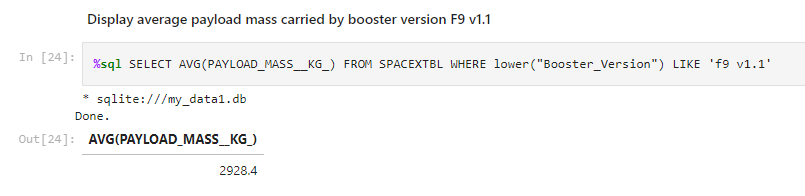 Display average payload mass carried by booster version F9 v1.1
In [24]: %sql SELECT AVG(PAYLOAD_MASS__KG_) FROM SPACEXTBL WHERE lower("Booster_Version") LIKE 'f9 v1.1'
* sqlite:///my_data1.db
Done.
Out[24]: AVG(PAYLOAD_MASS__KG_)
2928.4